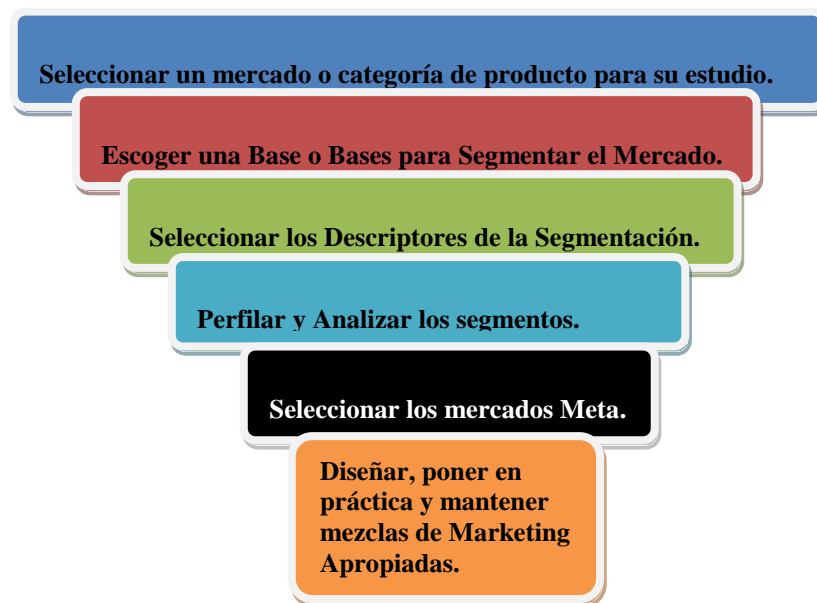 Seleccionar un mercado o categoría de producto para su estudio.
Escoger una Base o Bases para Segmentar el Mercado.
Seleccionar los Descriptores de la Segmentación.
Perfilar y Analizar los segmentos.
Seleccionar los mercados Meta.
Diseñar, poner en
práctica y mantener
mezclas de Marketing
Apropiadas.